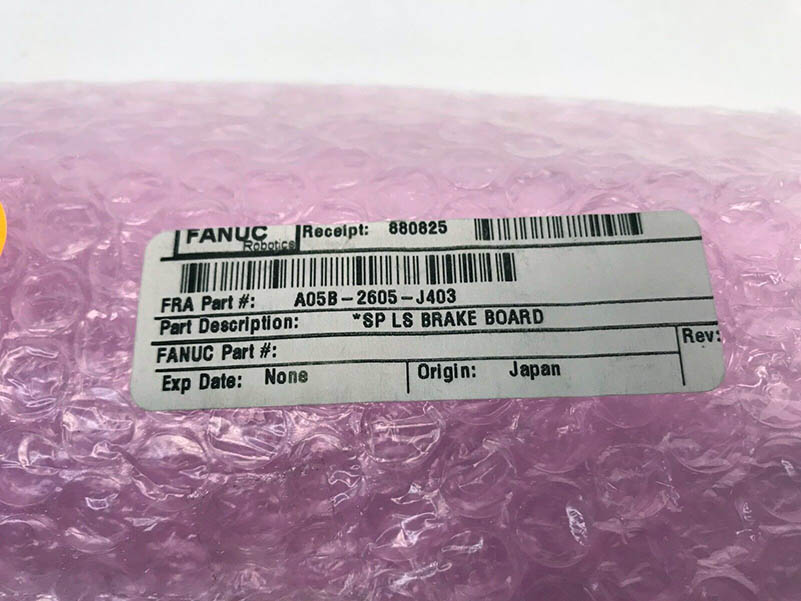 FANUC Robotics Receipt: 880825
FRA Part #: A05B-2605-J403
Part Description: *SP LS BRAKE BOARD
FANUC Part #: Rev:
Exp Date: None Origin: Japan